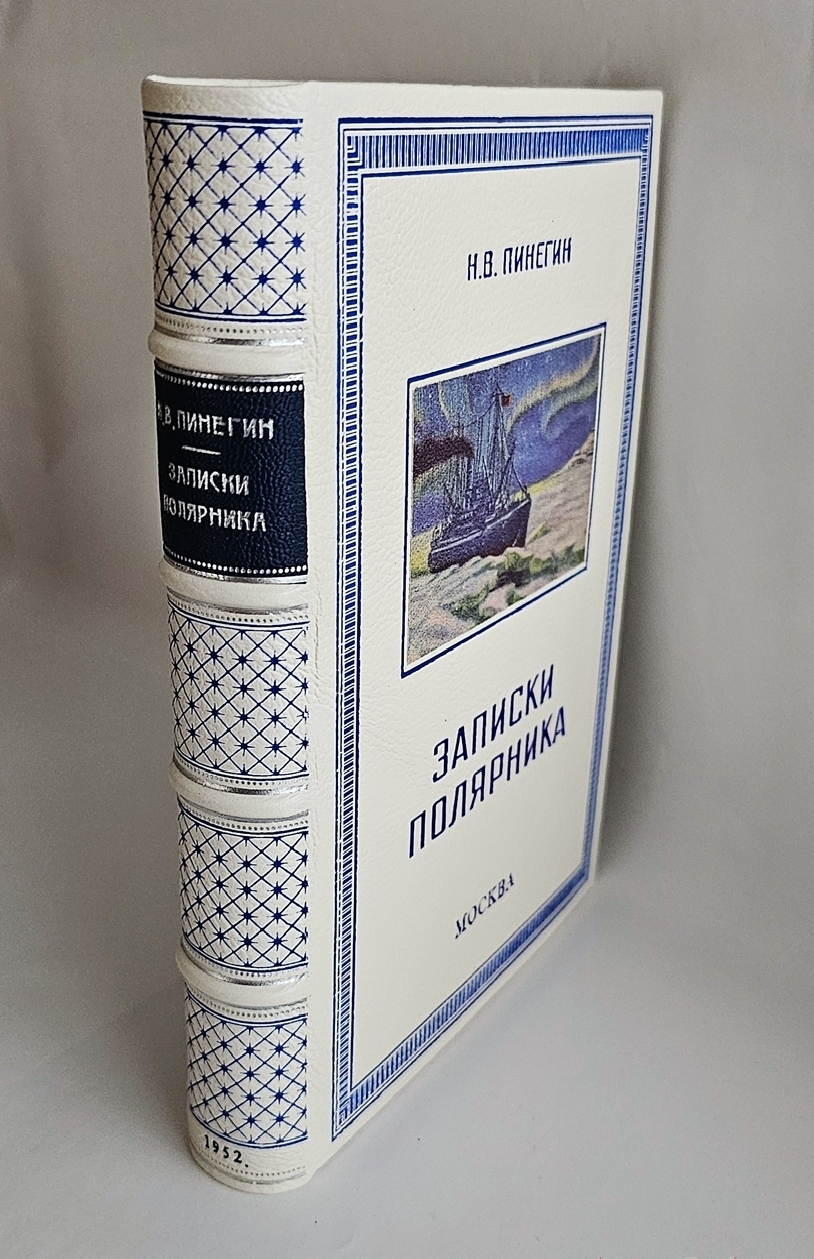 Н.В. ПИНЕГИН
ЗАПИСКИ
ПОЛЯРНИКА
1952.
Н.В. ПИНЕГИН
ЗАПИСКИ
ПОЛЯРНИКА
МОСКВА